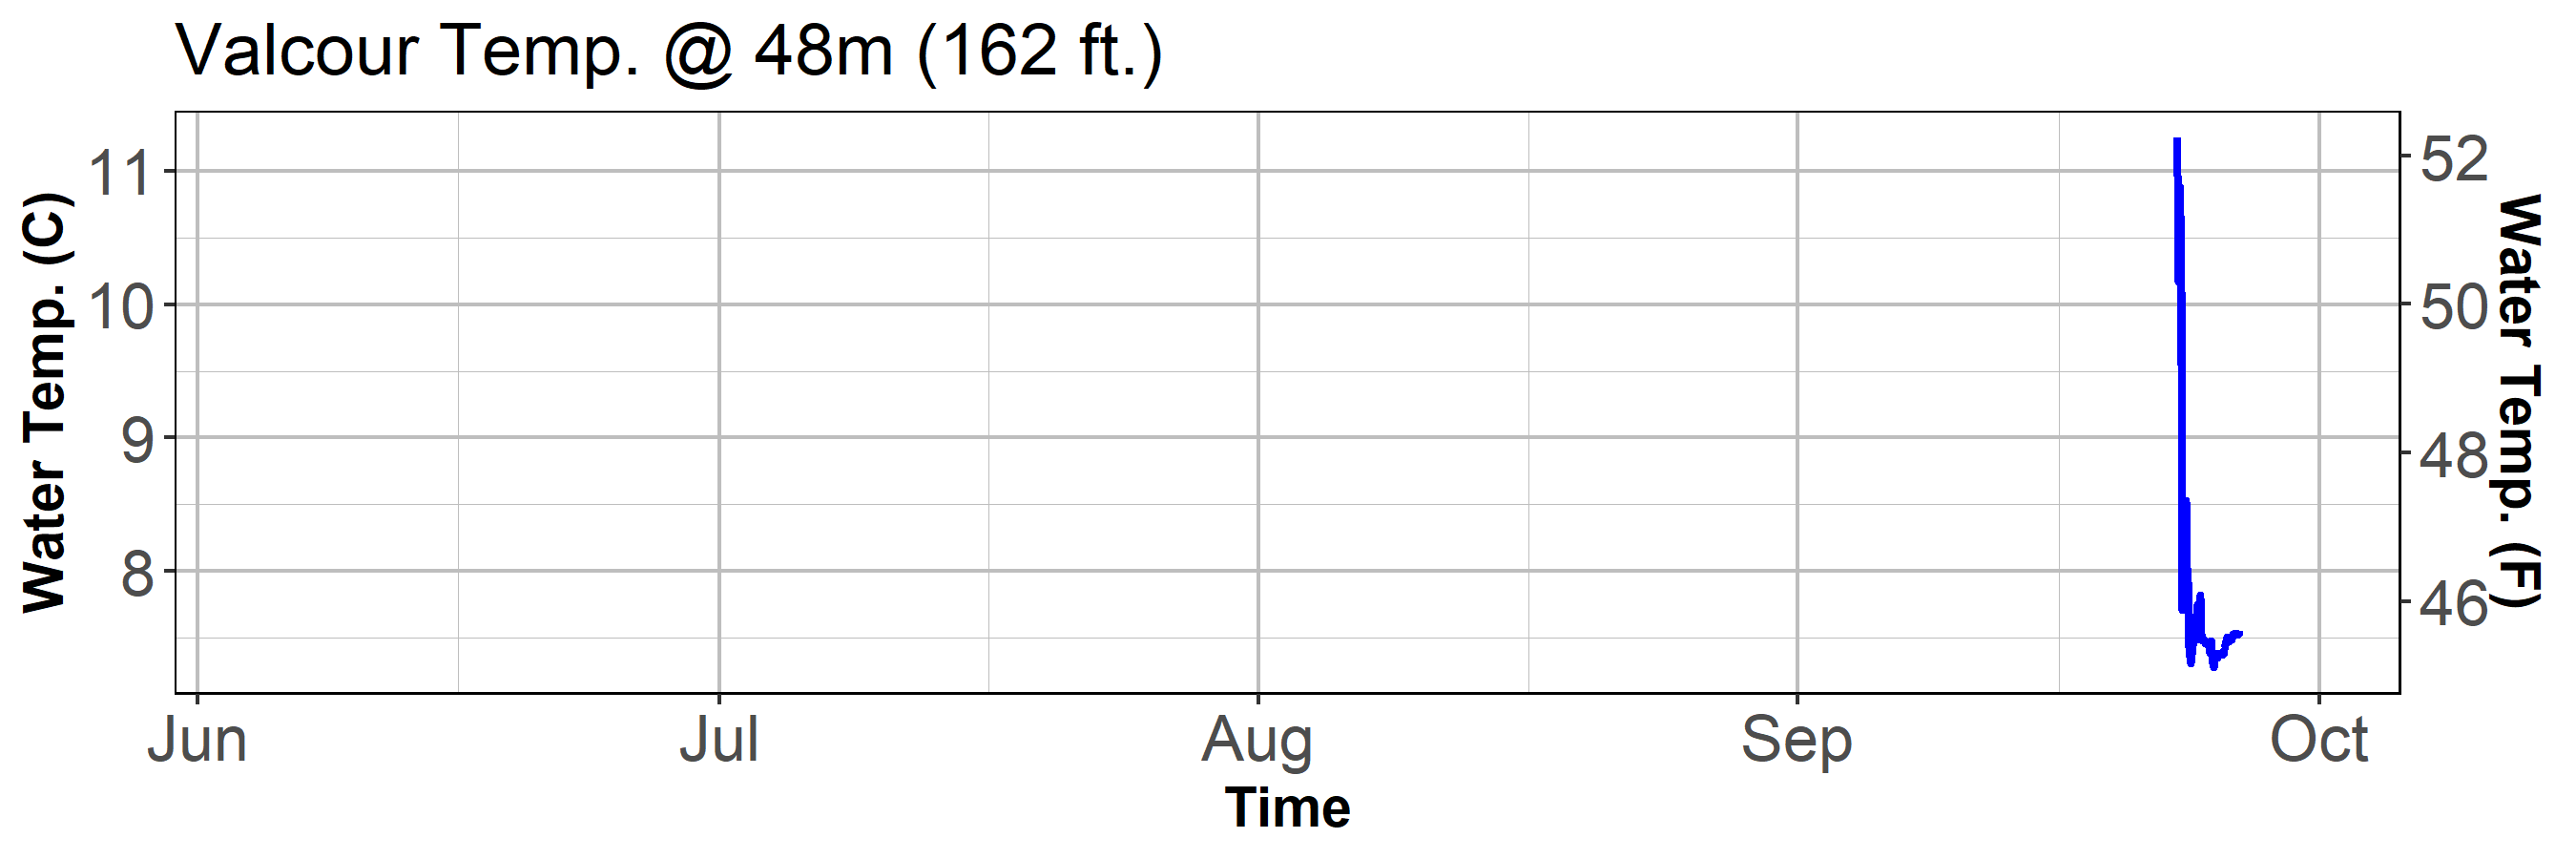 Valcour Temp. @ 48m (162 ft.)
Water Temp. (C)
11
10
9
8
52
50
48
46
Water Temp. (F)
Jun Jul Aug Sep Oct
Time